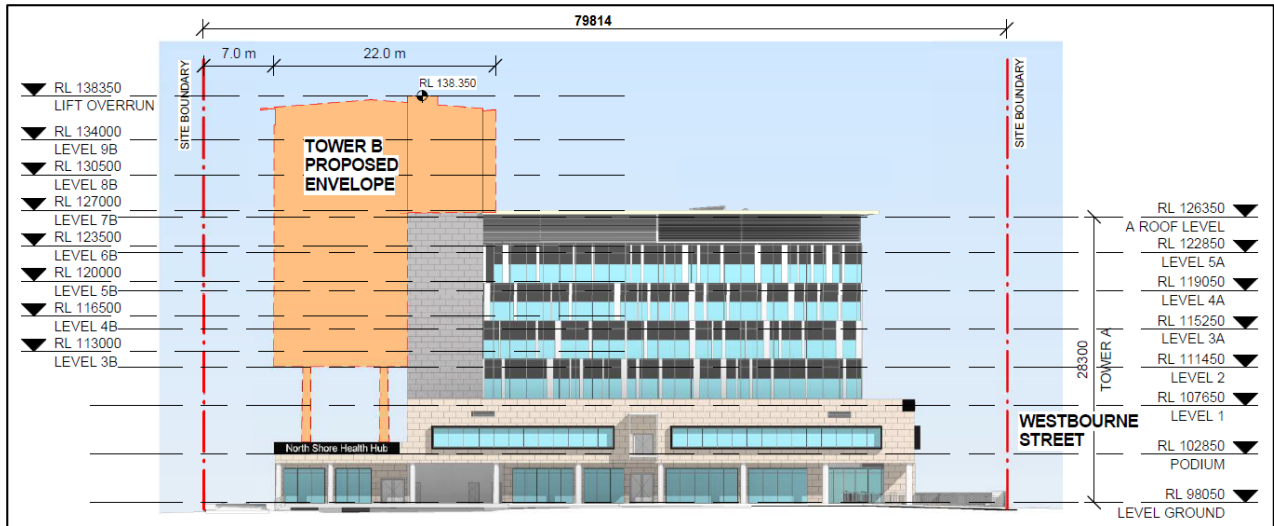 79814
7.0 m
22.0 m
SITE BOUNDARY
SITE BOUNDARY
RL 138.350
RL 138350
LIFT OVERRUN
RL 134000
LEVEL 9B
RL 130500
LEVEL 8B
RL 127000
LEVEL 7B
RL 123500
LEVEL 6B
RL 120000
LEVEL 5B
RL 116500
LEVEL 4B
RL 113000
LEVEL 3B
TOWER B
PROPOSED
ENVELOPE
North Shore Health Hub
RL 126350
A ROOF LEVEL
RL 122850
LEVEL 5A
RL 119050
LEVEL 4A
RL 115250
LEVEL 3A
RL 111450
LEVEL 2
RL 107650
LEVEL 1
RL 102850
PODIUM
RL 98050
LEVEL GROUND
28300
TOWER A
WESTBOURNE
STREET